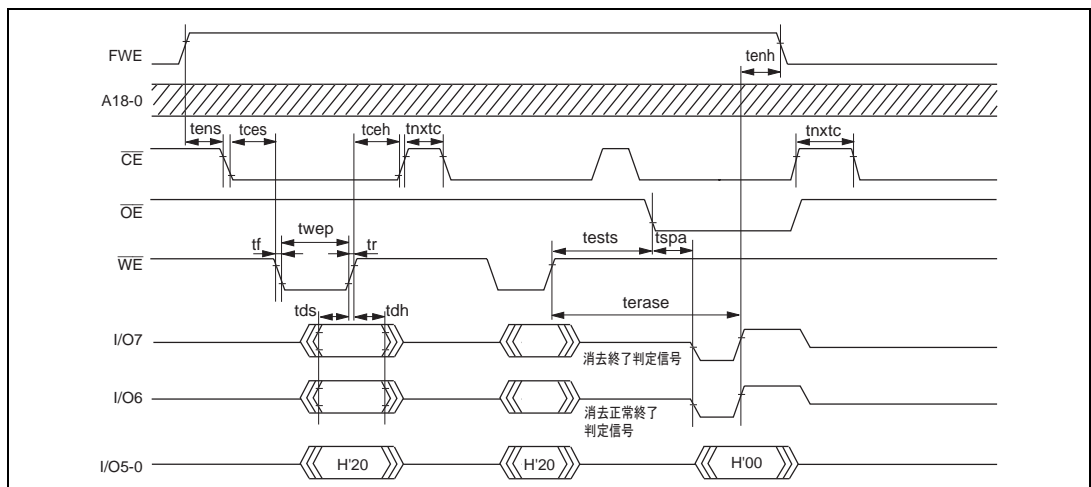 FWE
tenh
A18-0
tens
tces
tceh
tnxtc
tnxtc
CE
OE
twep
tests
tspa
tf
tr
WE
terase
tds
tdh
I/O7
消去終了判定信号
I/O6
消去正常終了
判定信号
I/O5-0
H'20
H'20
H'00